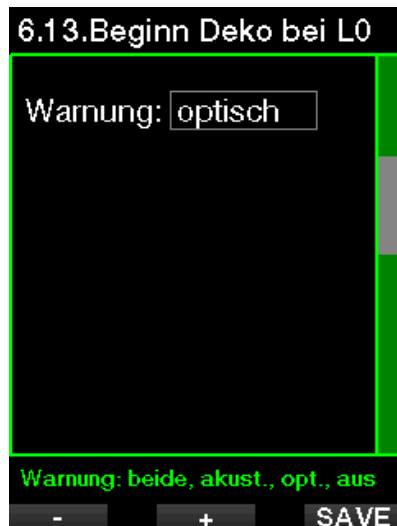 6.13.Beginn Deko bei L0
Warnung: optisch
Warnung: beide, akust., opt., aus
- + SAVE